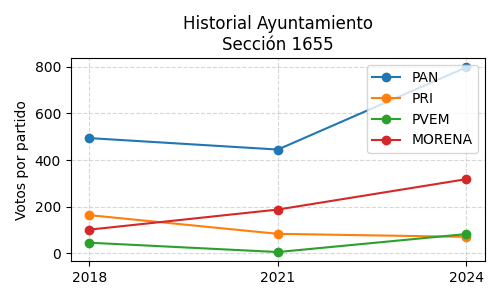 Historial Ayuntamiento
Sección 1655
Votos por partido
800
600
400
200
0
2018
2021
2024
PAN
PRI
PVEM
MORENA